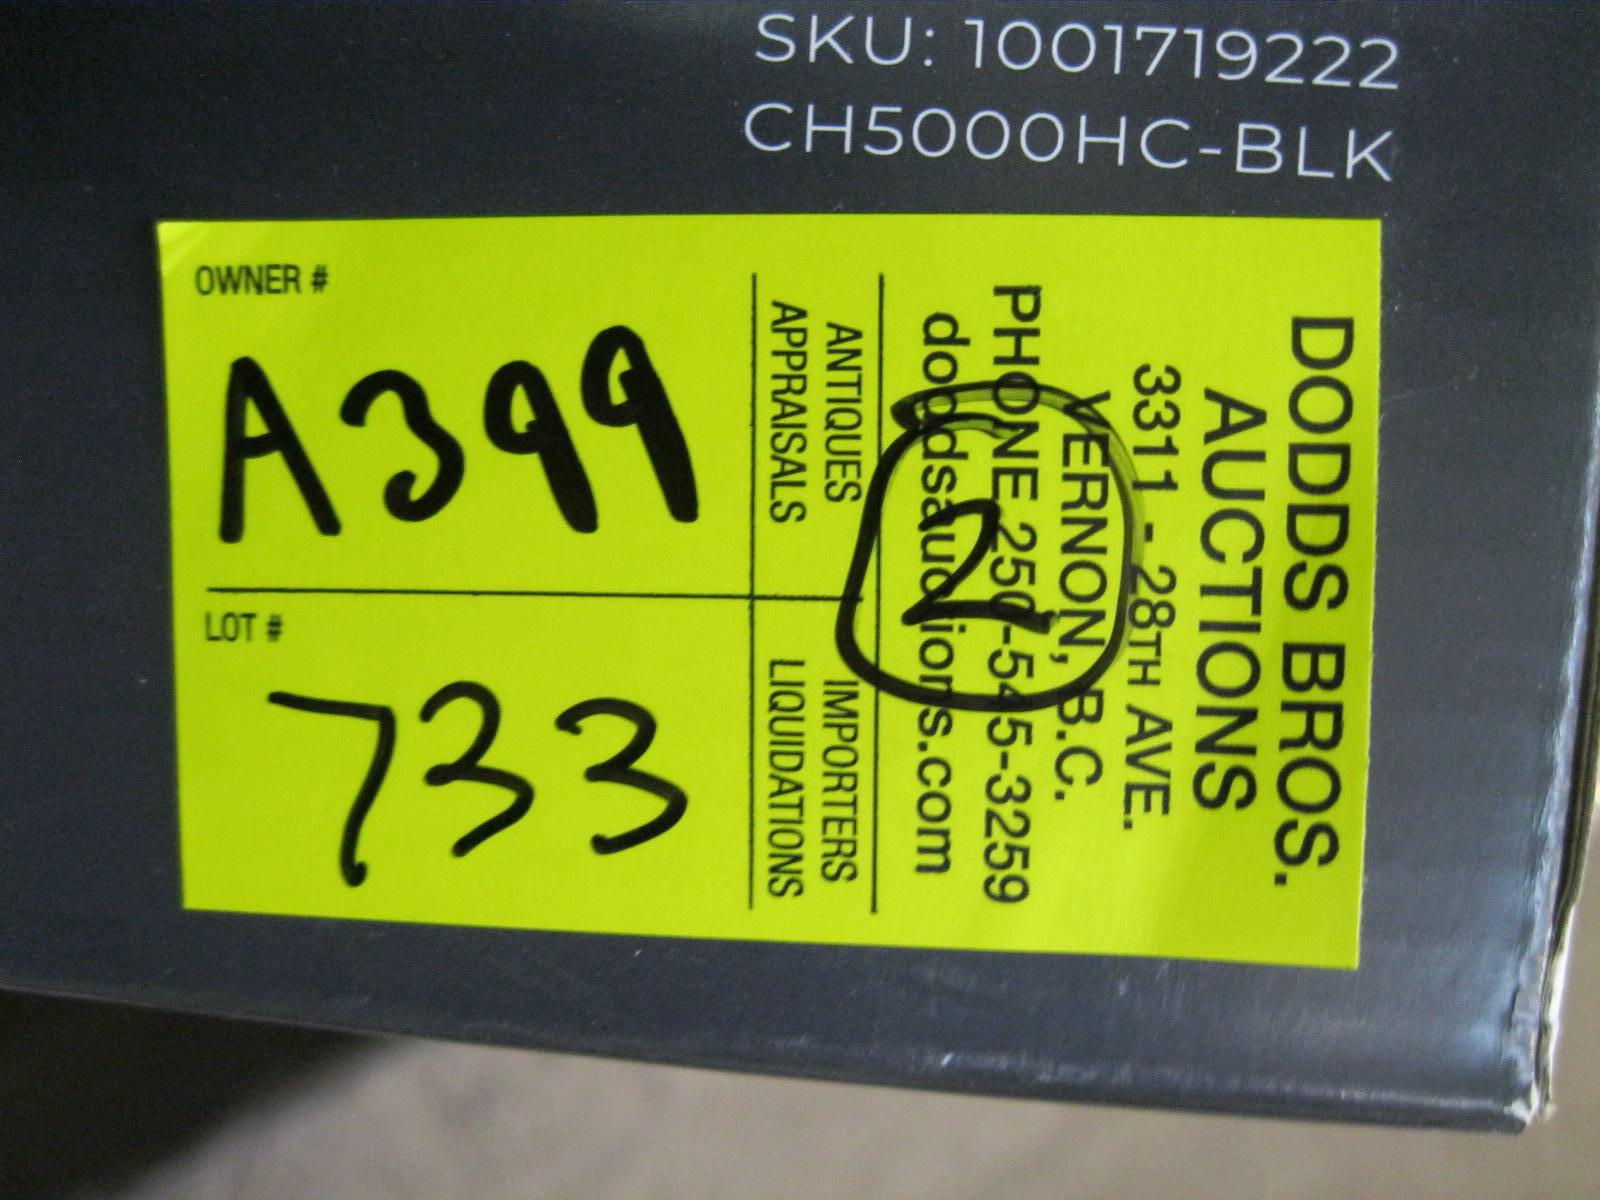 SKU: 1001719222
CH5000HC-BLK
DODDS BROS.
AUCTIONS
3311 - 28TH AVE.
VERNON, B.C.
PHONE 250-545-3259
doddsauctions.com
2
ANTIQUES IMPORTERS
APPRAISALS LIQUIDATIONS
OWNER #
A399
LOT #
733